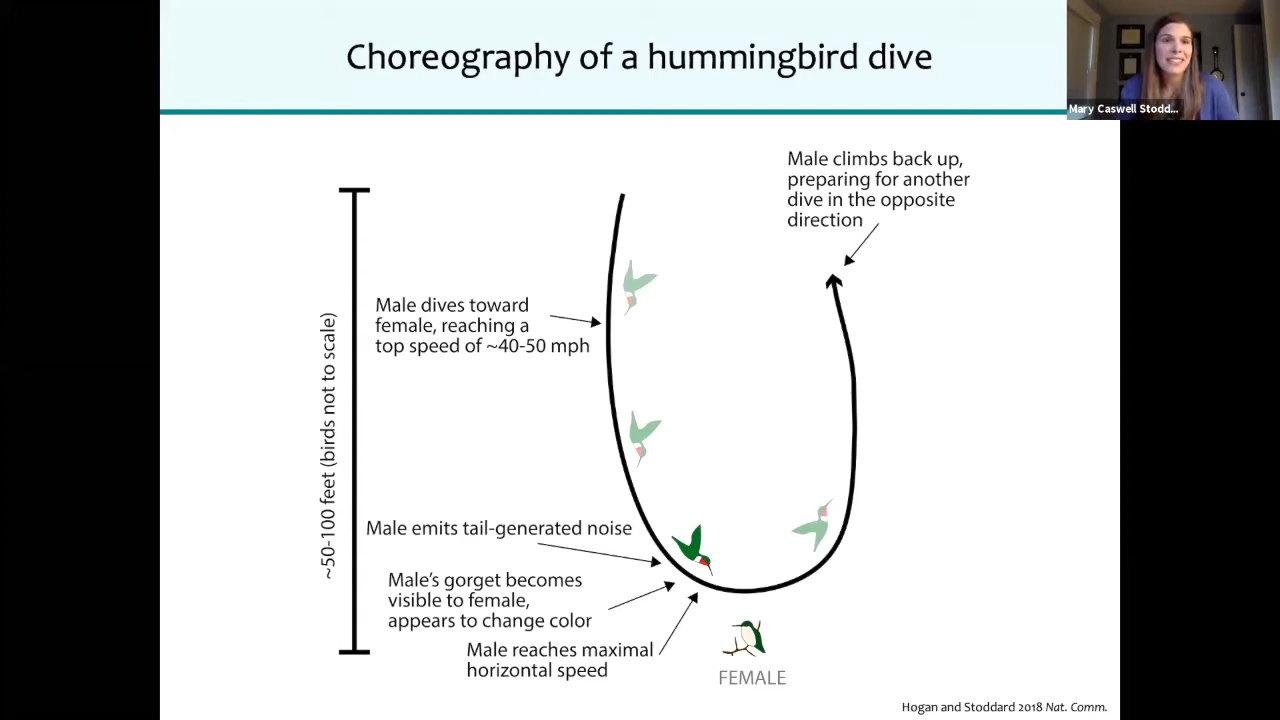 Choreography of a hummingbird dive
Mary Caswell Stodd...
Male climbs back up,
preparing for another
dive in the opposite
direction
Male dives toward
female, reaching a
top speed of ~40-50 mph
~50-100 feet (birds not to scale)
Male emits tail-generated noise
Male's gorget becomes
visible to female,
appears to change color
Male reaches maximal
horizontal speed
FEMALE
Hogan and Stoddard 2018 Nat. Comm.